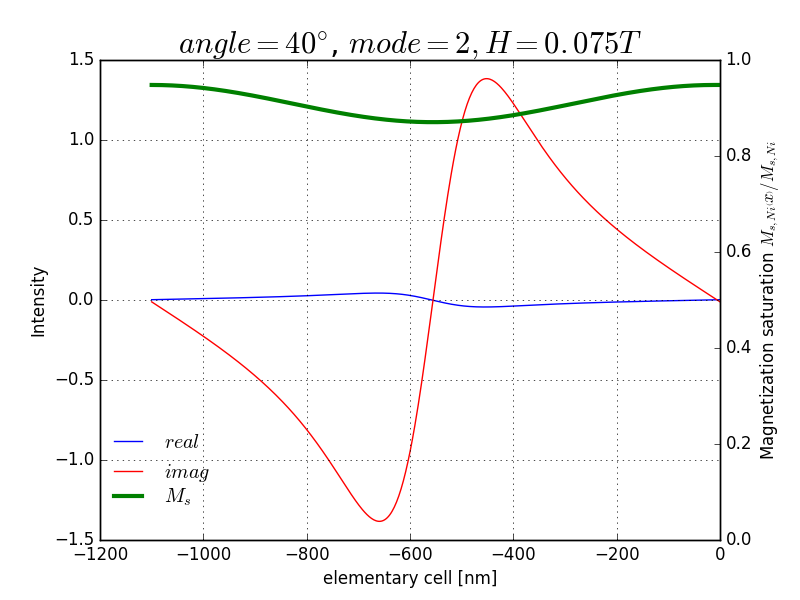 angle = 40°, mode = 2, H = 0.075T
1.5
1.0
0.5
0.0
−0.5
−1.0
−1.5
Intensity
real
imag
M_s
−1200
−1000
−800
−600
−400
−200
0
elementary cell [nm]
1.0
0.8
0.6
0.4
0.2
0.0
Magnetization saturation M_{s,Ni}(x)/M_{s,Ni}